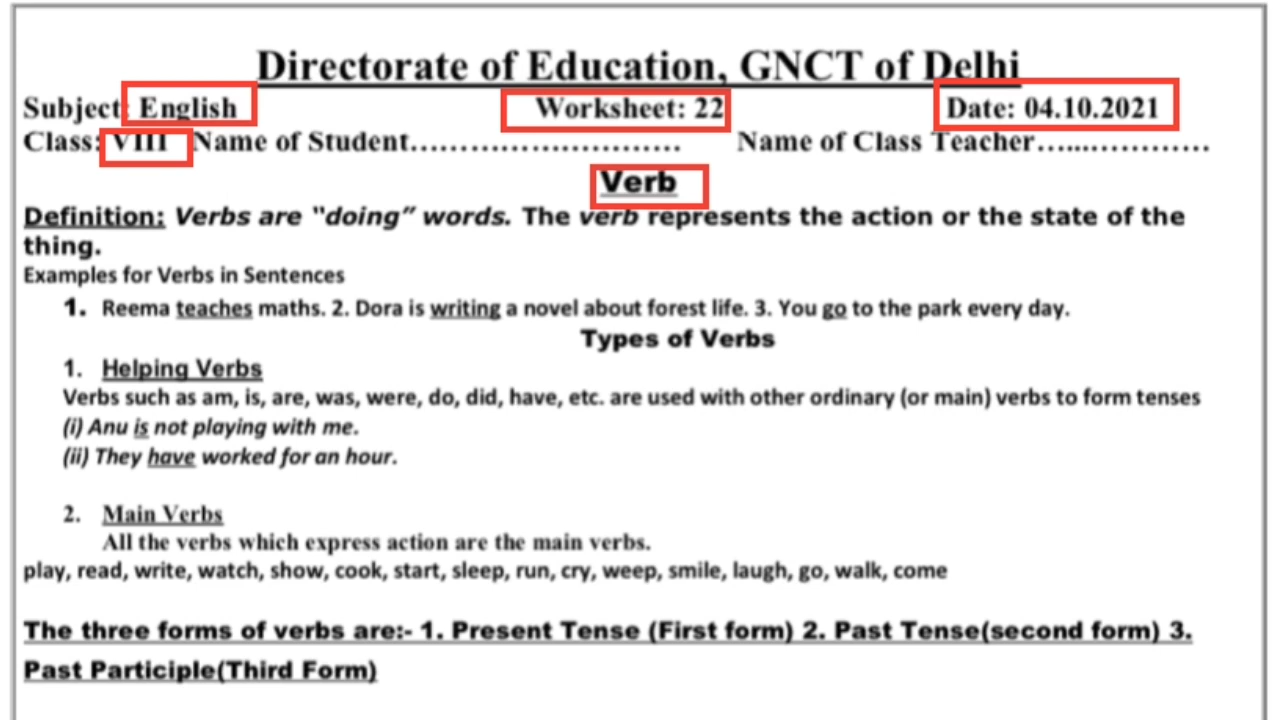 Directorate of Education, GNCT of Delhi
Subject: English Worksheet: 22 Date: 04.10.2021
Class: VIII Name of Student........................... Name of Class Teacher..................
Verb
Definition: Verbs are “doing” words. The verb represents the action or the state of the
thing.
Examples for Verbs in Sentences
1. Reema teaches maths. 2. Dora is writing a novel about forest life. 3. You go to the park every day.
Types of Verbs
1. Helping Verbs
Verbs such as am, is, are, was, were, do, did, have, etc. are used with other ordinary (or main) verbs to form tenses
(i) Anu is not playing with me.
(ii) They have worked for an hour.
2. Main Verbs
All the verbs which express action are the main verbs.
play, read, write, watch, show, cook, start, sleep, run, cry, weep, smile, laugh, go, walk, come
The three forms of verbs are:- 1. Present Tense (First form) 2. Past Tense(second form) 3.
Past Participle(Third Form)